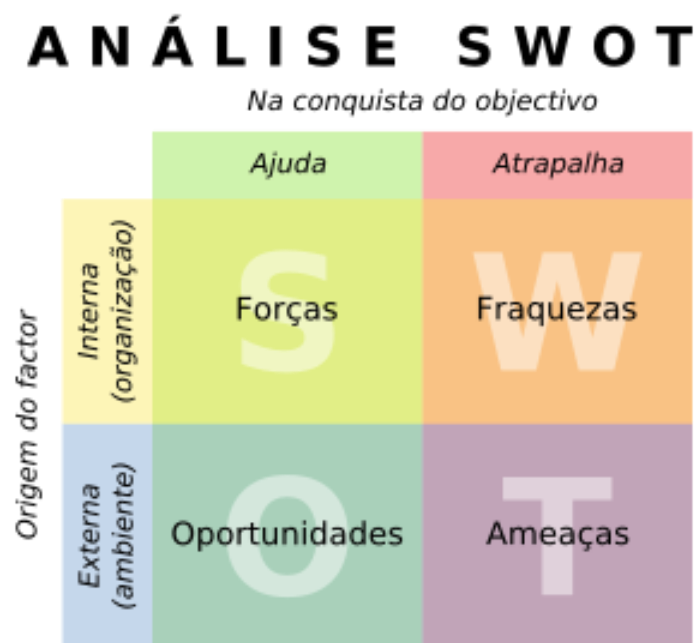 ANÁLISE SWOT
Na conquista do objectivo
Ajuda
Atrapalha
Origem do factor
Interna
(organização)
S
Forças
W
Fraquezas
Externa
(ambiente)
O
Oportunidades
T
Ameaças